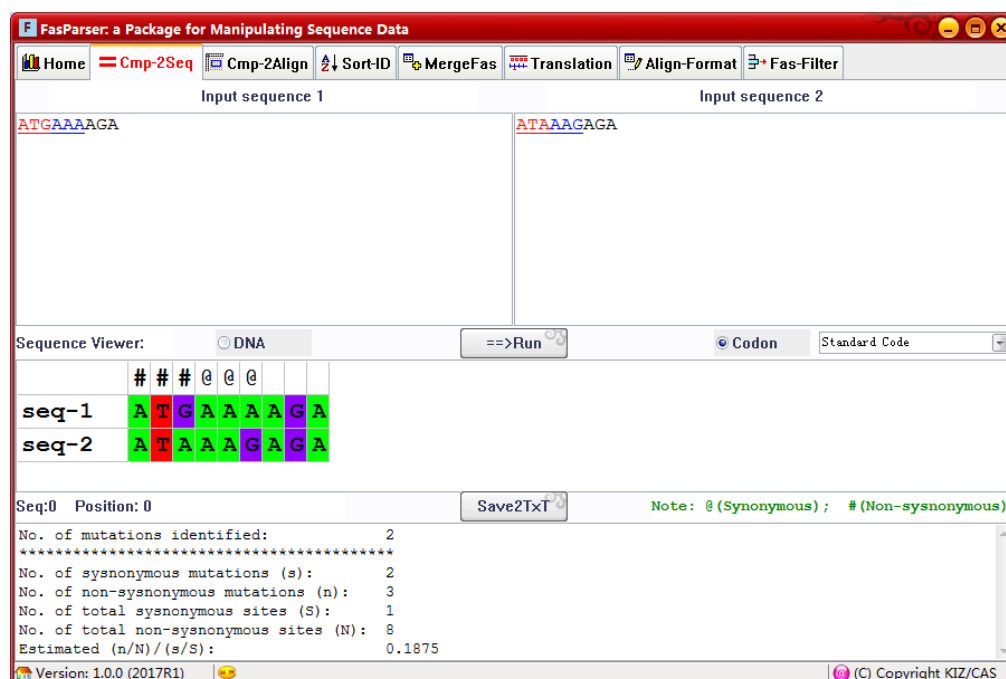 FasParser: a Package for Manipulating Sequence Data
Home Cmp-2Seq Cmp-2Align Sort-ID MergeFas Translation Align-Format Fas-Filter
Input sequence 1 Input sequence 2
ATGAAAAGA ATAAAGAGA
Sequence Viewer: DNA ==>Run Codon Standard Code
# # # @ @ @
seq-1 A T G A A A A G A
seq-2 A T A A A G A G A
Seq:0 Position: 0 Save2TxT Note: @(Synonymous); #(Non-sysnonymous)
No. of mutations identified: 2
*******************************************
No. of sysnonymous mutations (s): 2
No. of non-sysnonymous mutations (n): 3
No. of total sysnonymous sites (S): 1
No. of total non-sysnonymous sites (N): 8
Estimated (n/N)/(s/S): 0.1875
Version: 1.0.0 (2017R1) @ (C) Copyright KIZ/CAS